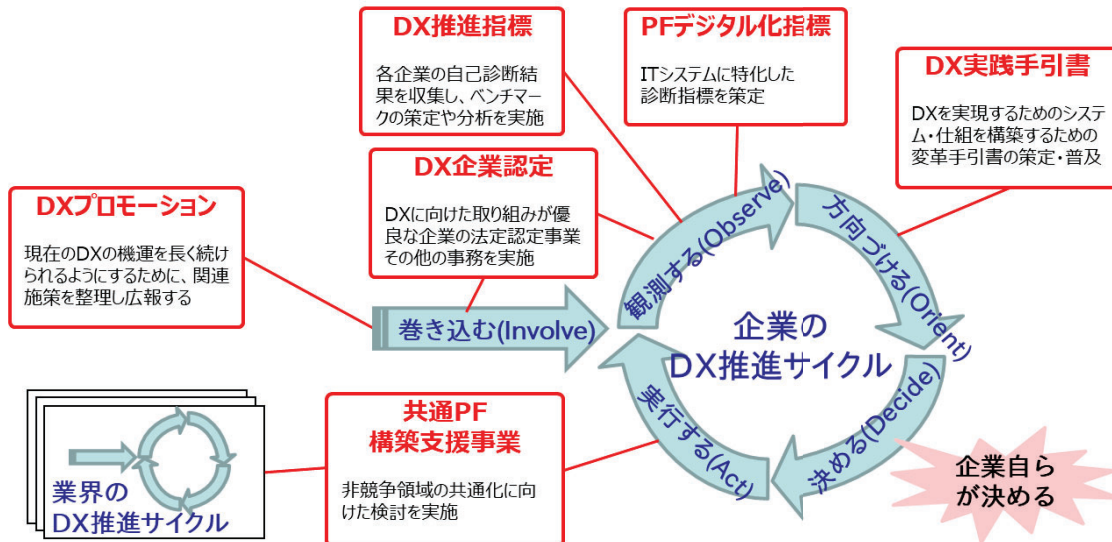 DX推進指標
各企業の自己診断結
果を収集し、ベンチマー
クの策定や分析を実施
PFデジタル化指標
ITシステムに特化した
診断指標を策定
DX実践手引書
DXを実現するためのシステ
ム・仕組を構築するための
変革手引書の策定・普及
DX企業認定
DXに向けた取り組みが優
良な企業の法定認定事業
その他の事務を実施
DXプロモーション
現在のDXの機運を長く続け
られるようにするために、関連
施策を整理し広報する
巻き込む(Involve)
観測する(Observe)
方向づける(Orient)
決める(Decide)
実行する(Act)
企業の
DX推進サイクル
共通PF
構築支援事業
非競争領域の共通化に向
けた検討を実施
業界の
DX推進サイクル
企業自ら
が決める